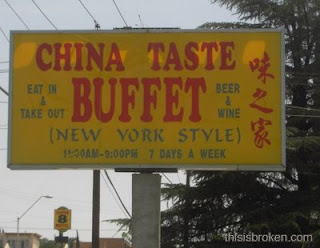 CHINA TASTE
EAT IN
&
TAKE OUT
BUFFET
BEER
&
WINE
(NEW YORK STYLE)
11:00AM-9:00PM 7 DAYS A WEEK
味之家
8
thisisbroken.com